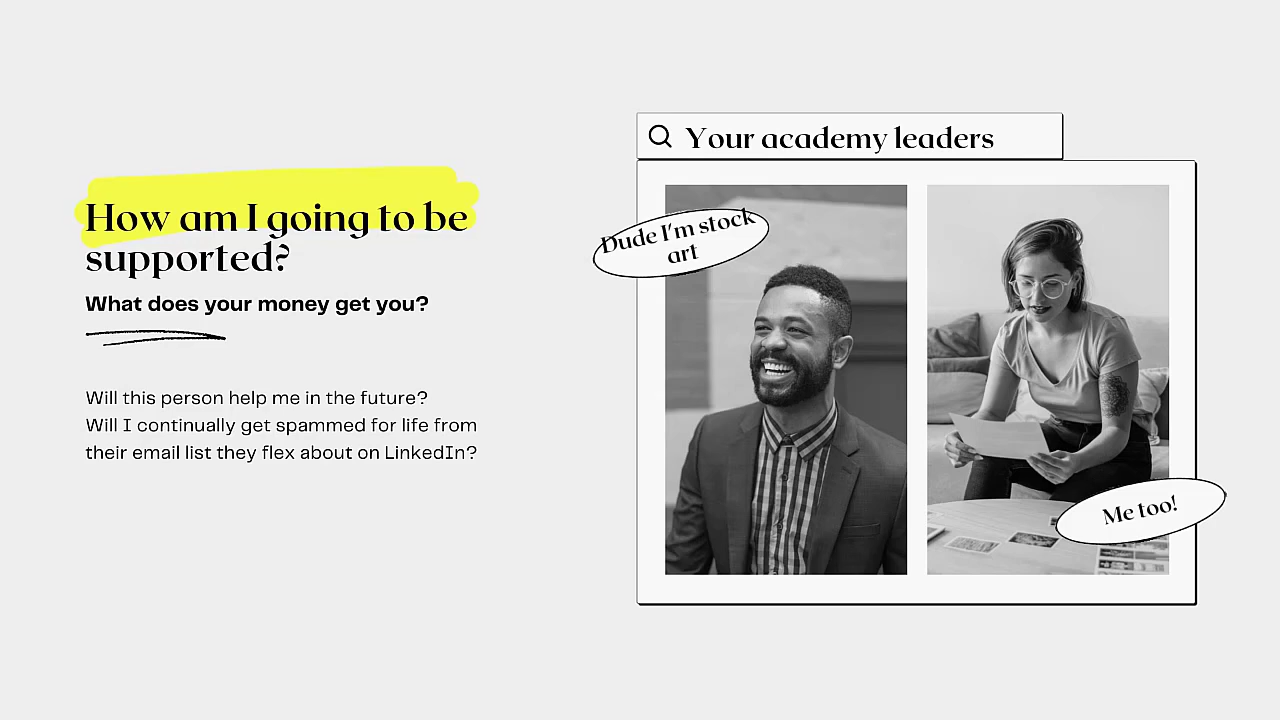 How am I going to be
supported?
What does your money get you?
Will this person help me in the future?
Will I continually get spammed for life from
their email list they flex about on LinkedIn?
Your academy leaders
Dude I'm stock
art
Me too!